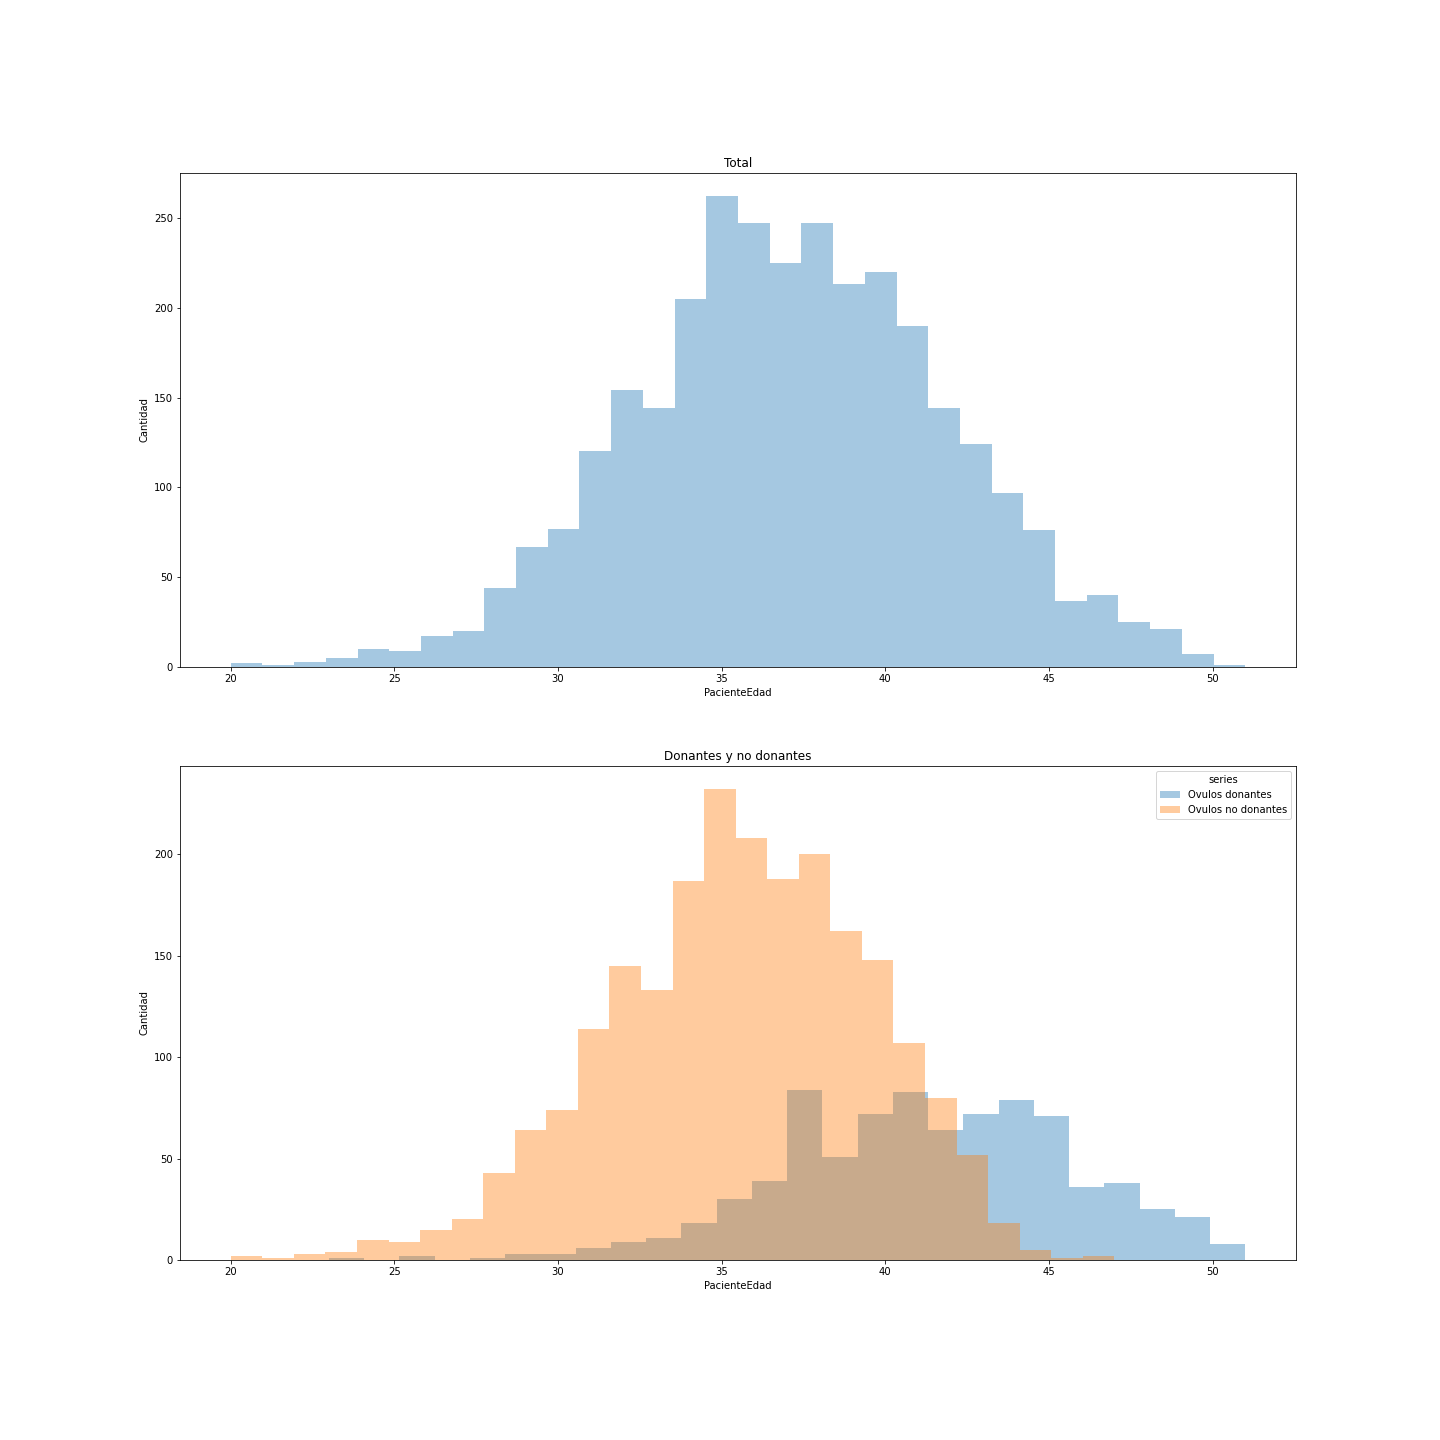 Total
250
200
150
100
50
0
Cantidad
20 25 30 35 40 45 50
PacienteEdad
Donantes y no donantes
series
Ovulos donantes
Ovulos no donantes
200
150
100
50
0
Cantidad
20 25 30 35 40 45 50
PacienteEdad